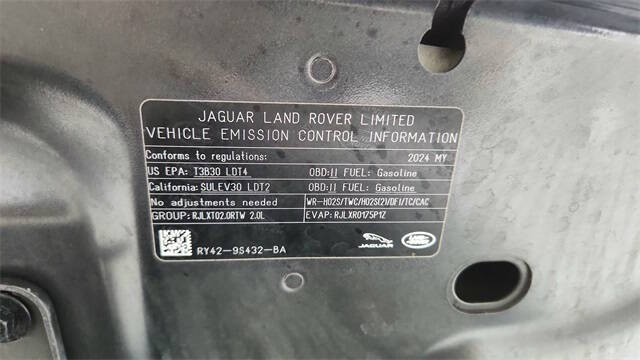 JAGUAR LAND ROVER LIMITED
VEHICLE EMISSION CONTROL INFORMATION
Conforms to regulations: 2024 MY
US EPA: T3B30 LDT4 OBD:II FUEL: Gasoline
California: SULEV30 LDT2 OBD:II FUEL: Gasoline
No adjustments needed WR-HO2S/TWC/HO2S(2)/DFI/TC/CAC
GROUP: RJLXT02.0RTW 2.0L EVAP: RJLXR0175P1Z
RY42-9S432-BA
JAGUAR